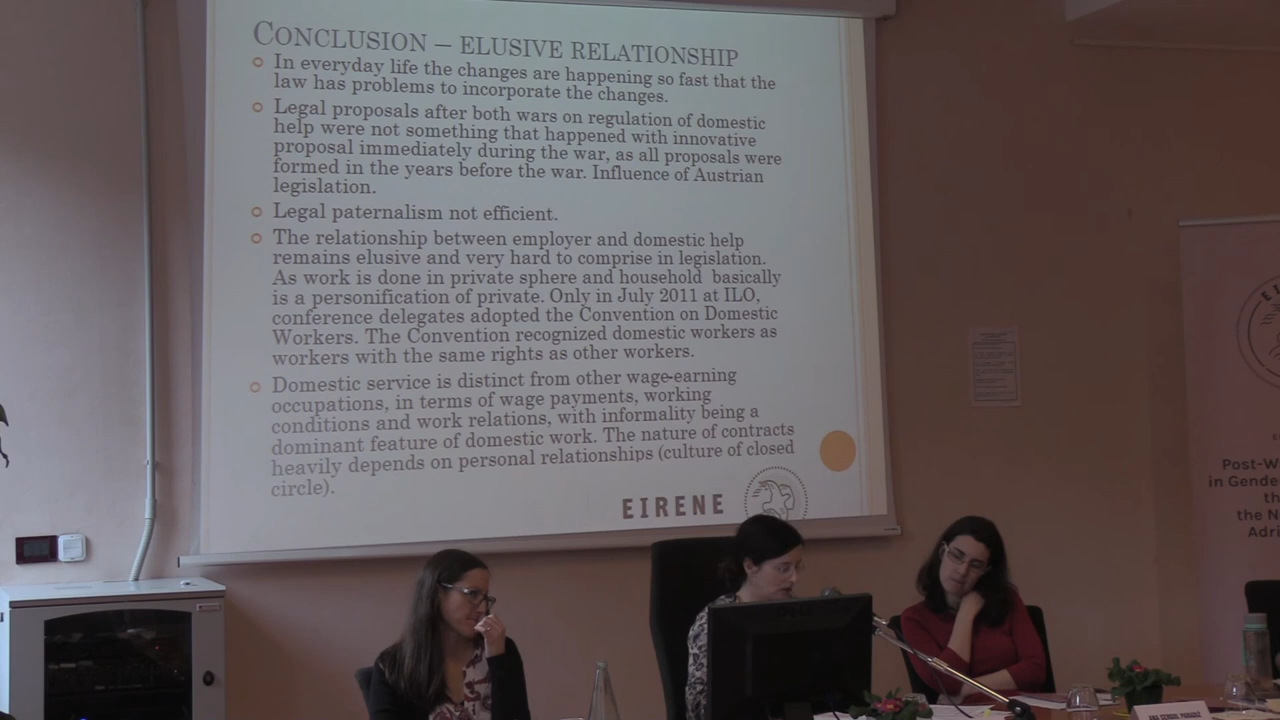 CONCLUSION – ELUSIVE RELATIONSHIP
In everyday life the changes are happening so fast that the
law has problems to incorporate the changes.
Legal proposals after both wars on regulation of domestic
help were not something that happened with innovative
proposal immediately during the war, as all proposals were
formed in the years before the war. Influence of Austrian
legislation.
Legal paternalism not efficient.
The relationship between employer and domestic help
remains elusive and very hard to comprise in legislation.
As work is done in private sphere and household basically
is a personification of private. Only in July 2011 at ILO,
conference delegates adopted the Convention on Domestic
Workers. The Convention recognized domestic workers as
workers with the same rights as other workers.
Domestic service is distinct from other wage-earning
occupations, in terms of wage payments, working
conditions and work relations, with informality being a
dominant feature of domestic work. The nature of contracts
heavily depends on personal relationships (culture of closed
circle).
EIRENE
Post-W
in Gende
th
the N
Adri